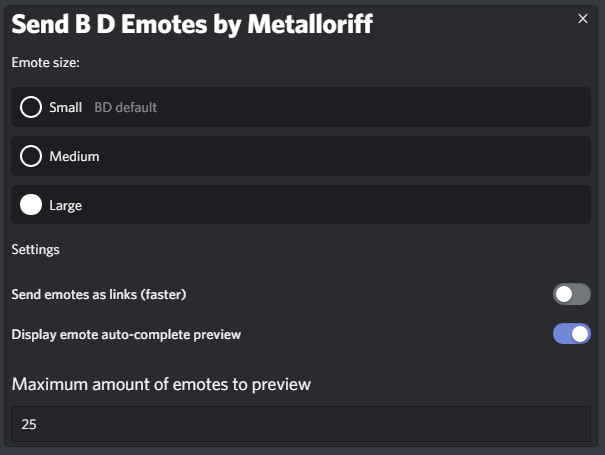 Send B D Emotes by Metalloriff
Emote size:
Small BD default
Medium
Large
Settings
Send emotes as links (faster)
Display emote auto-complete preview
Maximum amount of emotes to preview
25